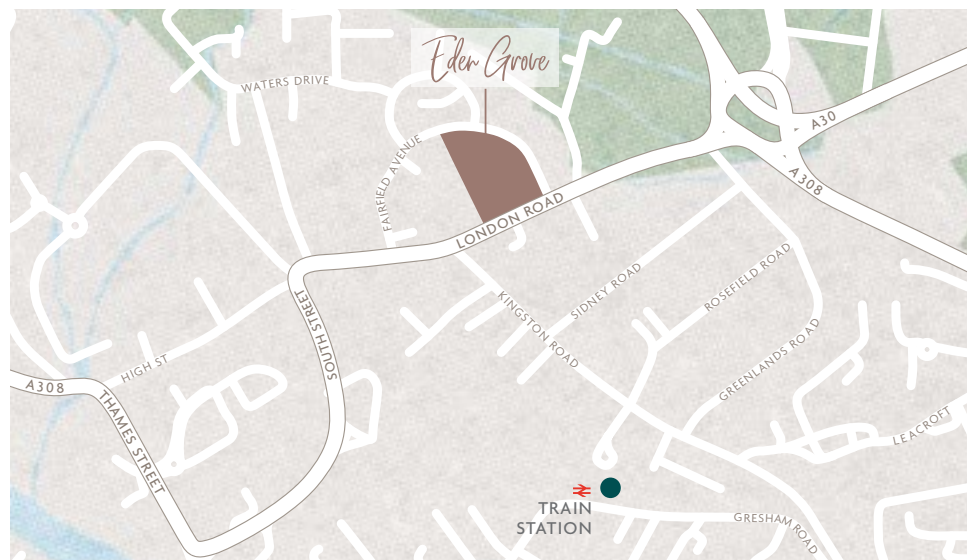 Eden Grove
WATERS DRIVE
A30
FAIRFIELD AVENUE
A308
LONDON ROAD
SIDNEY ROAD
ROSEFIELD ROAD
KINGSTON ROAD
SOUTH STREET
HIGH ST
GREENLANDS ROAD
A308
THAMES STREET
LEACROFT
TRAIN
STATION
GRESHAM ROAD